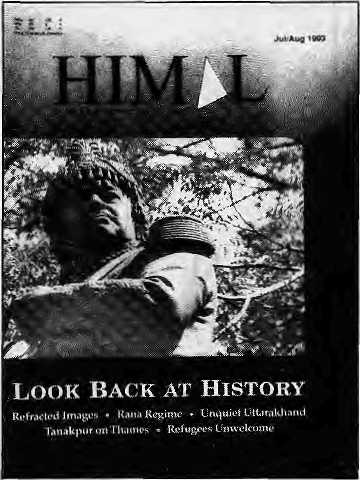 Jul/Aug 1993
HIMAL
LOOK BACK AT HISTORY
Refracted Images • Rana Regime • Unquiet Uttarakhand
Tanakpur on Thames • Refugees Unwelcome